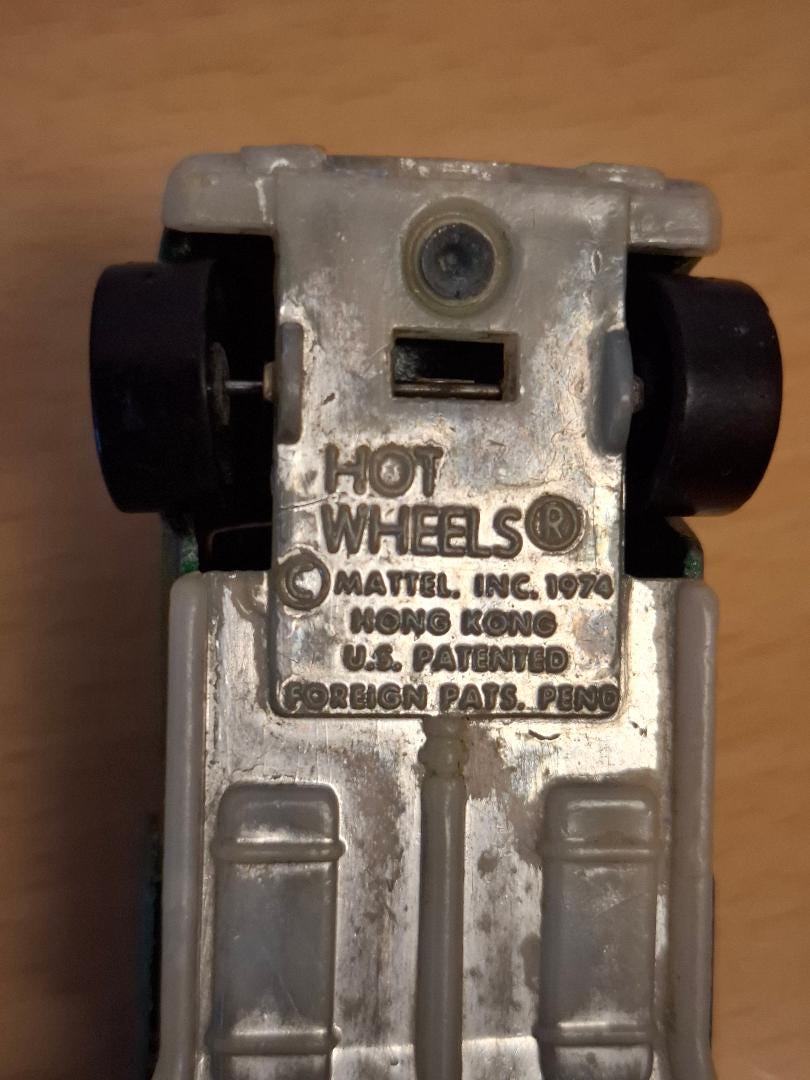 HOT
WHEELS®
© MATTEL. INC. 1974
HONG KONG
U.S. PATENTED
FOREIGN PATS. PEND